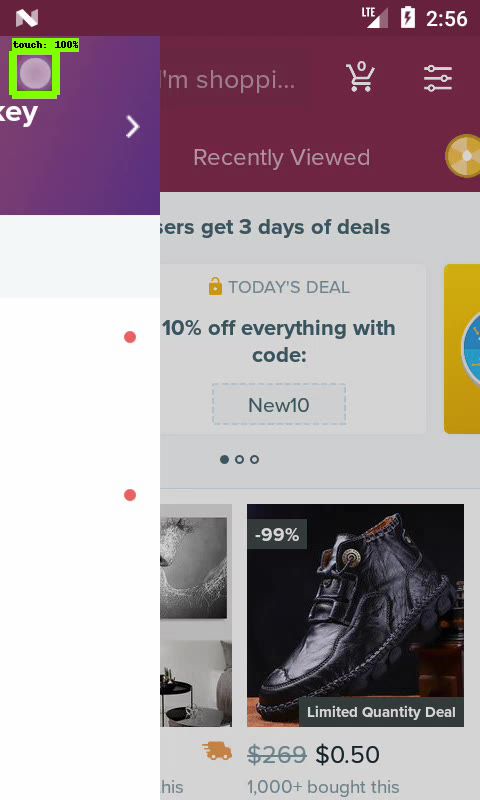 LTE 2:56
touch: 100%
key
I'm shoppi...
0
Recently Viewed
sers get 3 days of deals
TODAY'S DEAL
10% off everything with
code:
New10
-99%
Limited Quantity Deal
$269 $0.50
his
1,000+ bought this